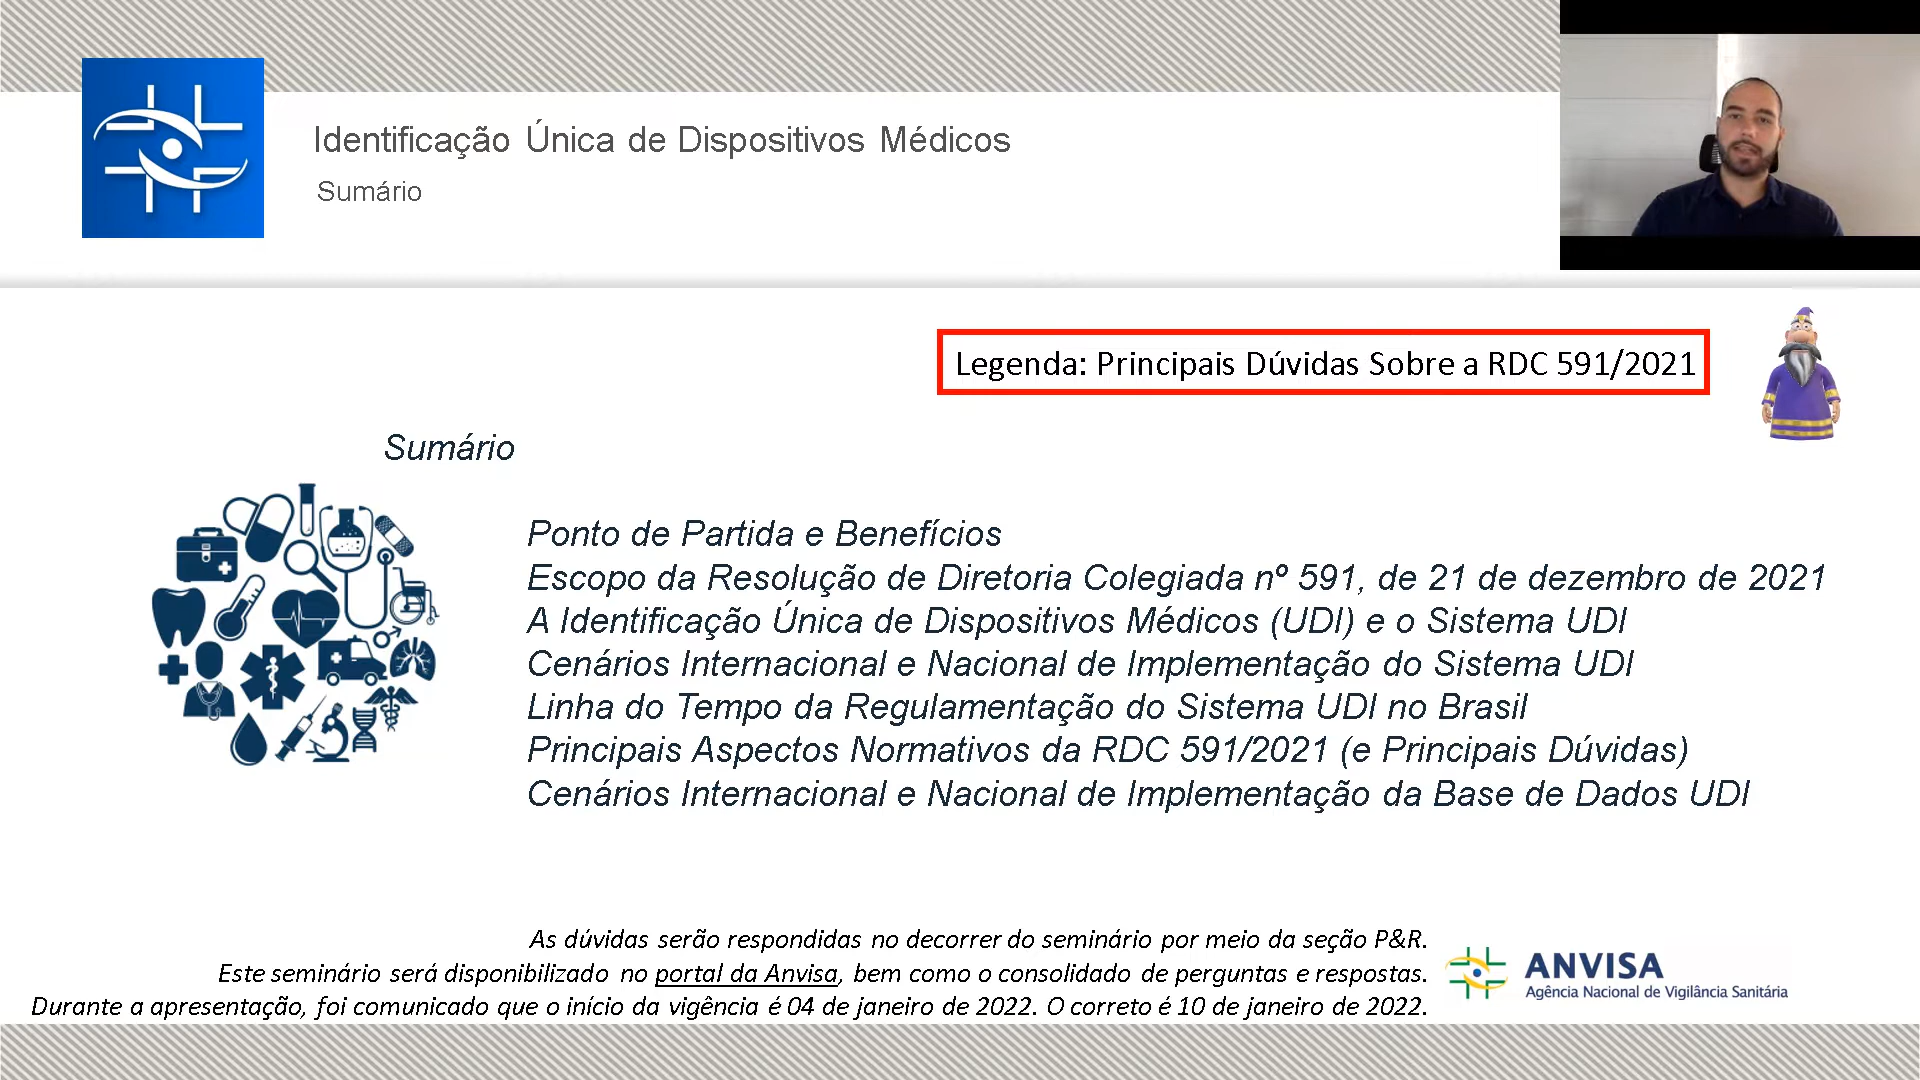 Identificação Única de Dispositivos Médicos
Sumário
Legenda: Principais Dúvidas Sobre a RDC 591/2021
Sumário
Ponto de Partida e Benefícios
Escopo da Resolução de Diretoria Colegiada nº 591, de 21 de dezembro de 2021
A Identificação Única de Dispositivos Médicos (UDI) e o Sistema UDI
Cenários Internacional e Nacional de Implementação do Sistema UDI
Linha do Tempo da Regulamentação do Sistema UDI no Brasil
Principais Aspectos Normativos da RDC 591/2021 (e Principais Dúvidas)
Cenários Internacional e Nacional de Implementação da Base de Dados UDI
As dúvidas serão respondidas no decorrer do seminário por meio da seção P&R.
Este seminário será disponibilizado no portal da Anvisa, bem como o consolidado de perguntas e respostas.
Durante a apresentação, foi comunicado que o início da vigência é 04 de janeiro de 2022. O correto é 10 de janeiro de 2022.
ANVISA
Agência Nacional de Vigilância Sanitária